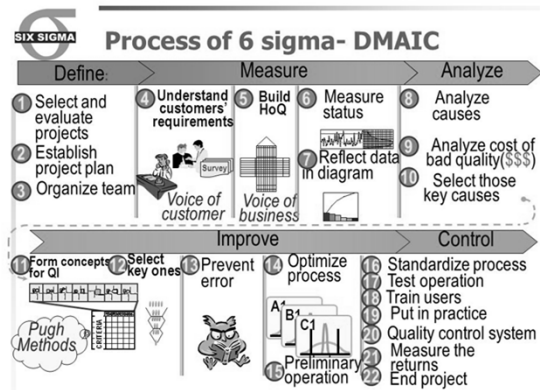 SIX SIGMA
Process of 6 sigma- DMAIC
Define:
Measure
Analyze
1 Select and
evaluate
projects
2 Establish
project plan
3 Organize team
4 Understand
customers'
requirements
Survey
Voice of
customer
5 Build
HoQ
Voice of
business
6 Measure
status
7 Reflect data
in diagram
8 Analyze
causes
9 Analyze cost of
bad quality($$$)
10 Select those
key causes
Improve
Control
11 Form concepts
for QI
12 Select
key ones
Pugh
Methods
CRITERIA
13 Prevent
error
14 Optimize
process
A1
B1
C1
15 Preliminary
operation
16 Standardize process
17 Test operation
18 Train users
19 Put in practice
20 Quality control system
21 Measure the
returns
22 End project